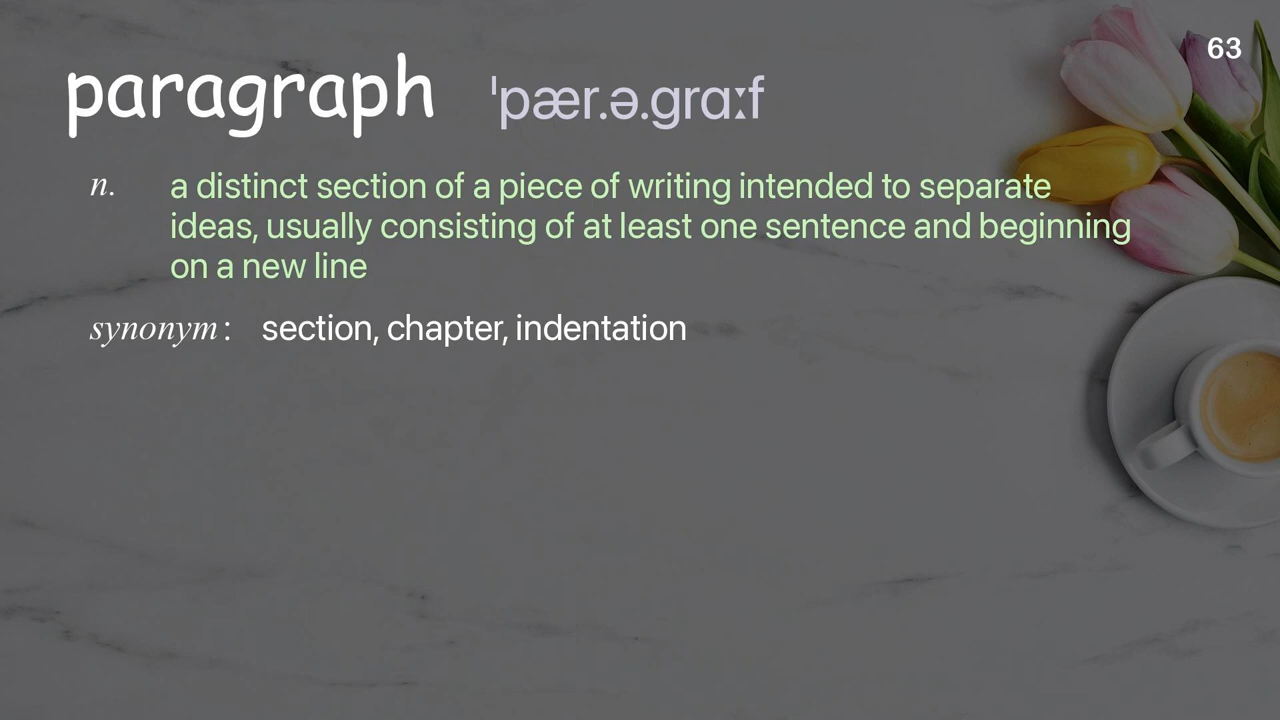 63
paragraph ˈpær.ə.grɑːf
n. a distinct section of a piece of writing intended to separate
ideas, usually consisting of at least one sentence and beginning
on a new line
synonym: section, chapter, indentation